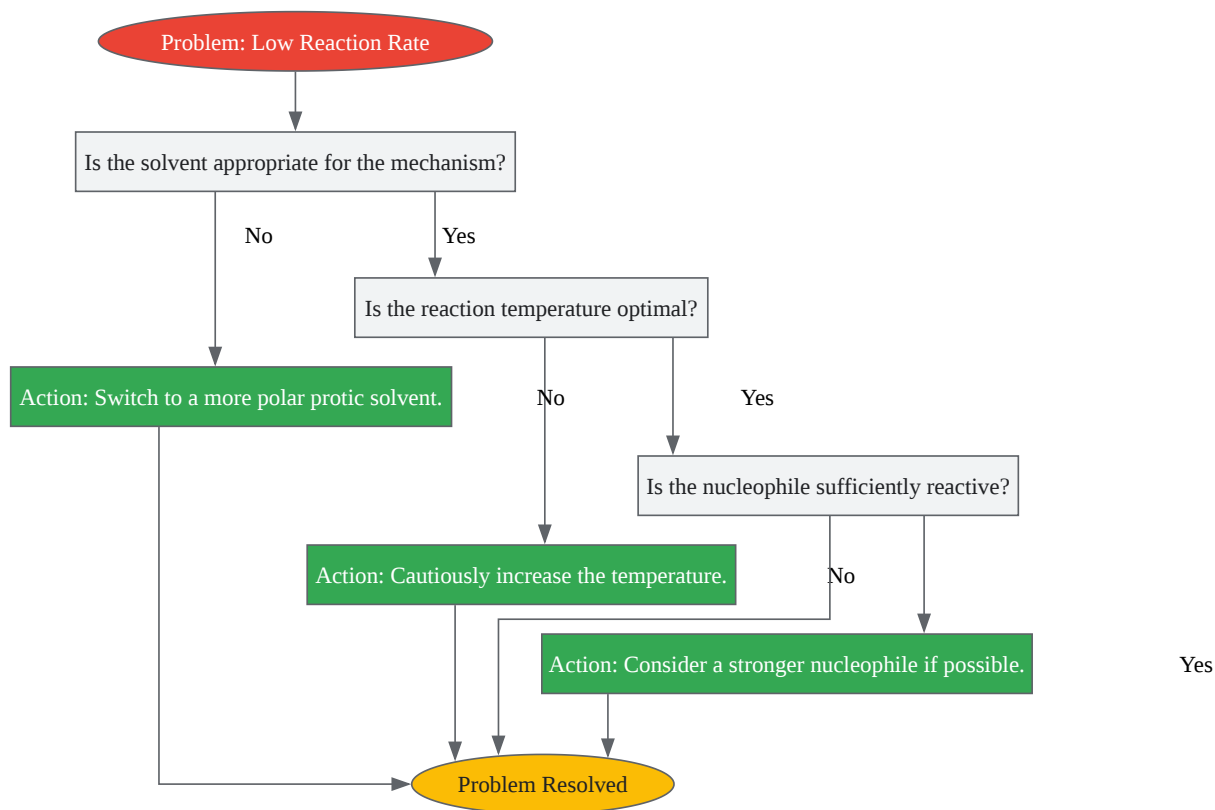 Problem: Low Reaction Rate
Is the solvent appropriate for the mechanism?
No
Yes
Is the reaction temperature optimal?
Action: Switch to a more polar protic solvent.
No
Yes
Is the nucleophile sufficiently reactive?
Action: Cautiously increase the temperature.
No
Action: Consider a stronger nucleophile if possible.
Yes
Problem Resolved